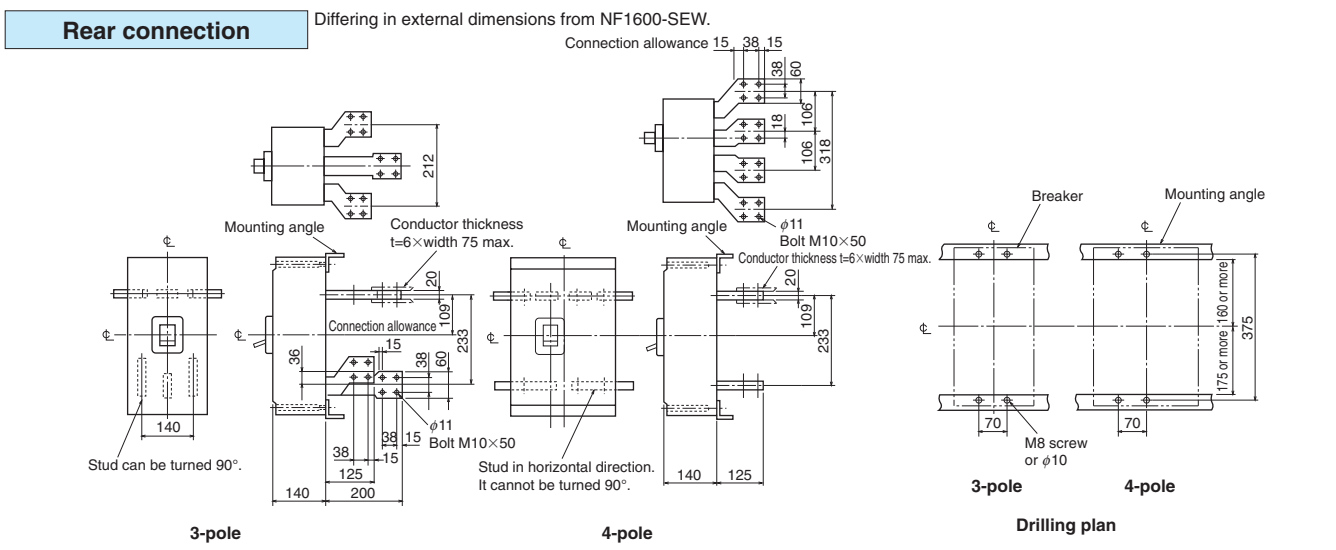 Rear connection
Differing in external dimensions from NF1600-SEW.
Connection allowance 15 38 15
38
60
106
18
106
318
212
φ11
Bolt M10×50
Conductor thickness t=6×width 75 max.
Mounting angle
Conductor thickness
t=6×width 75 max.
Mounting angle
℄
℄
140
Stud can be turned 90°.
℄
20
109
233
Connection allowance
15
36
38
60
φ11
Bolt M10×50
38
15
38
15
125
140
200
3-pole
℄
℄
Stud in horizontal direction.
It cannot be turned 90°.
20
109
233
140
125
4-pole
Breaker
Mounting angle
℄
℄
℄
160 or more
175 or more
375
70
70
M8 screw
or φ10
3-pole
4-pole
Drilling plan